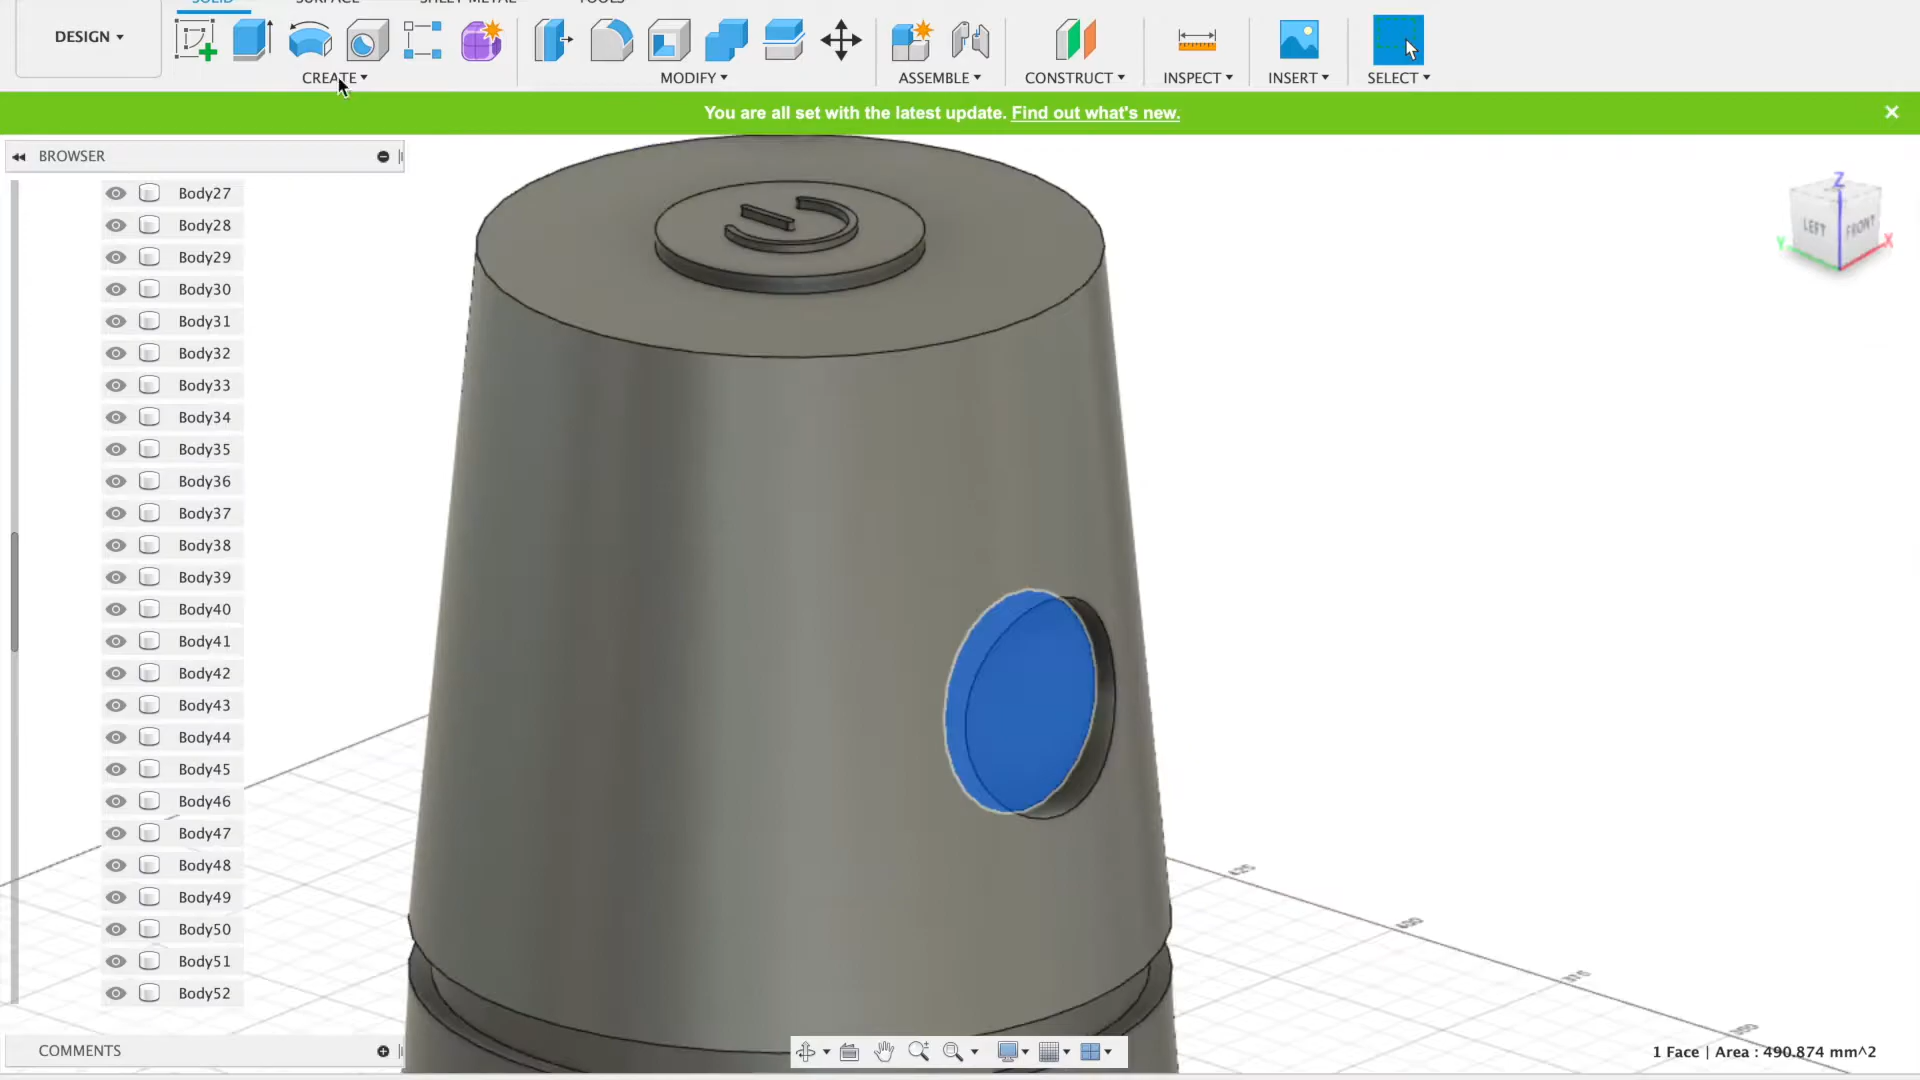 SOLID
SURFACE
SHEET METAL
TOOLS
DESIGN
CREATE
MODIFY
ASSEMBLE
CONSTRUCT
INSPECT
INSERT
SELECT
You are all set with the latest update. Find out what's new.
BROWSER
Body27
Body28
Body29
Body30
Body31
Body32
Body33
Body34
Body35
Body36
Body37
Body38
Body39
Body40
Body41
Body42
Body43
Body44
Body45
Body46
Body47
Body48
Body49
Body50
Body51
Body52
Z
LEFT
FRONT
Y
X
COMMENTS
1 Face | Area : 490.874 mm^2